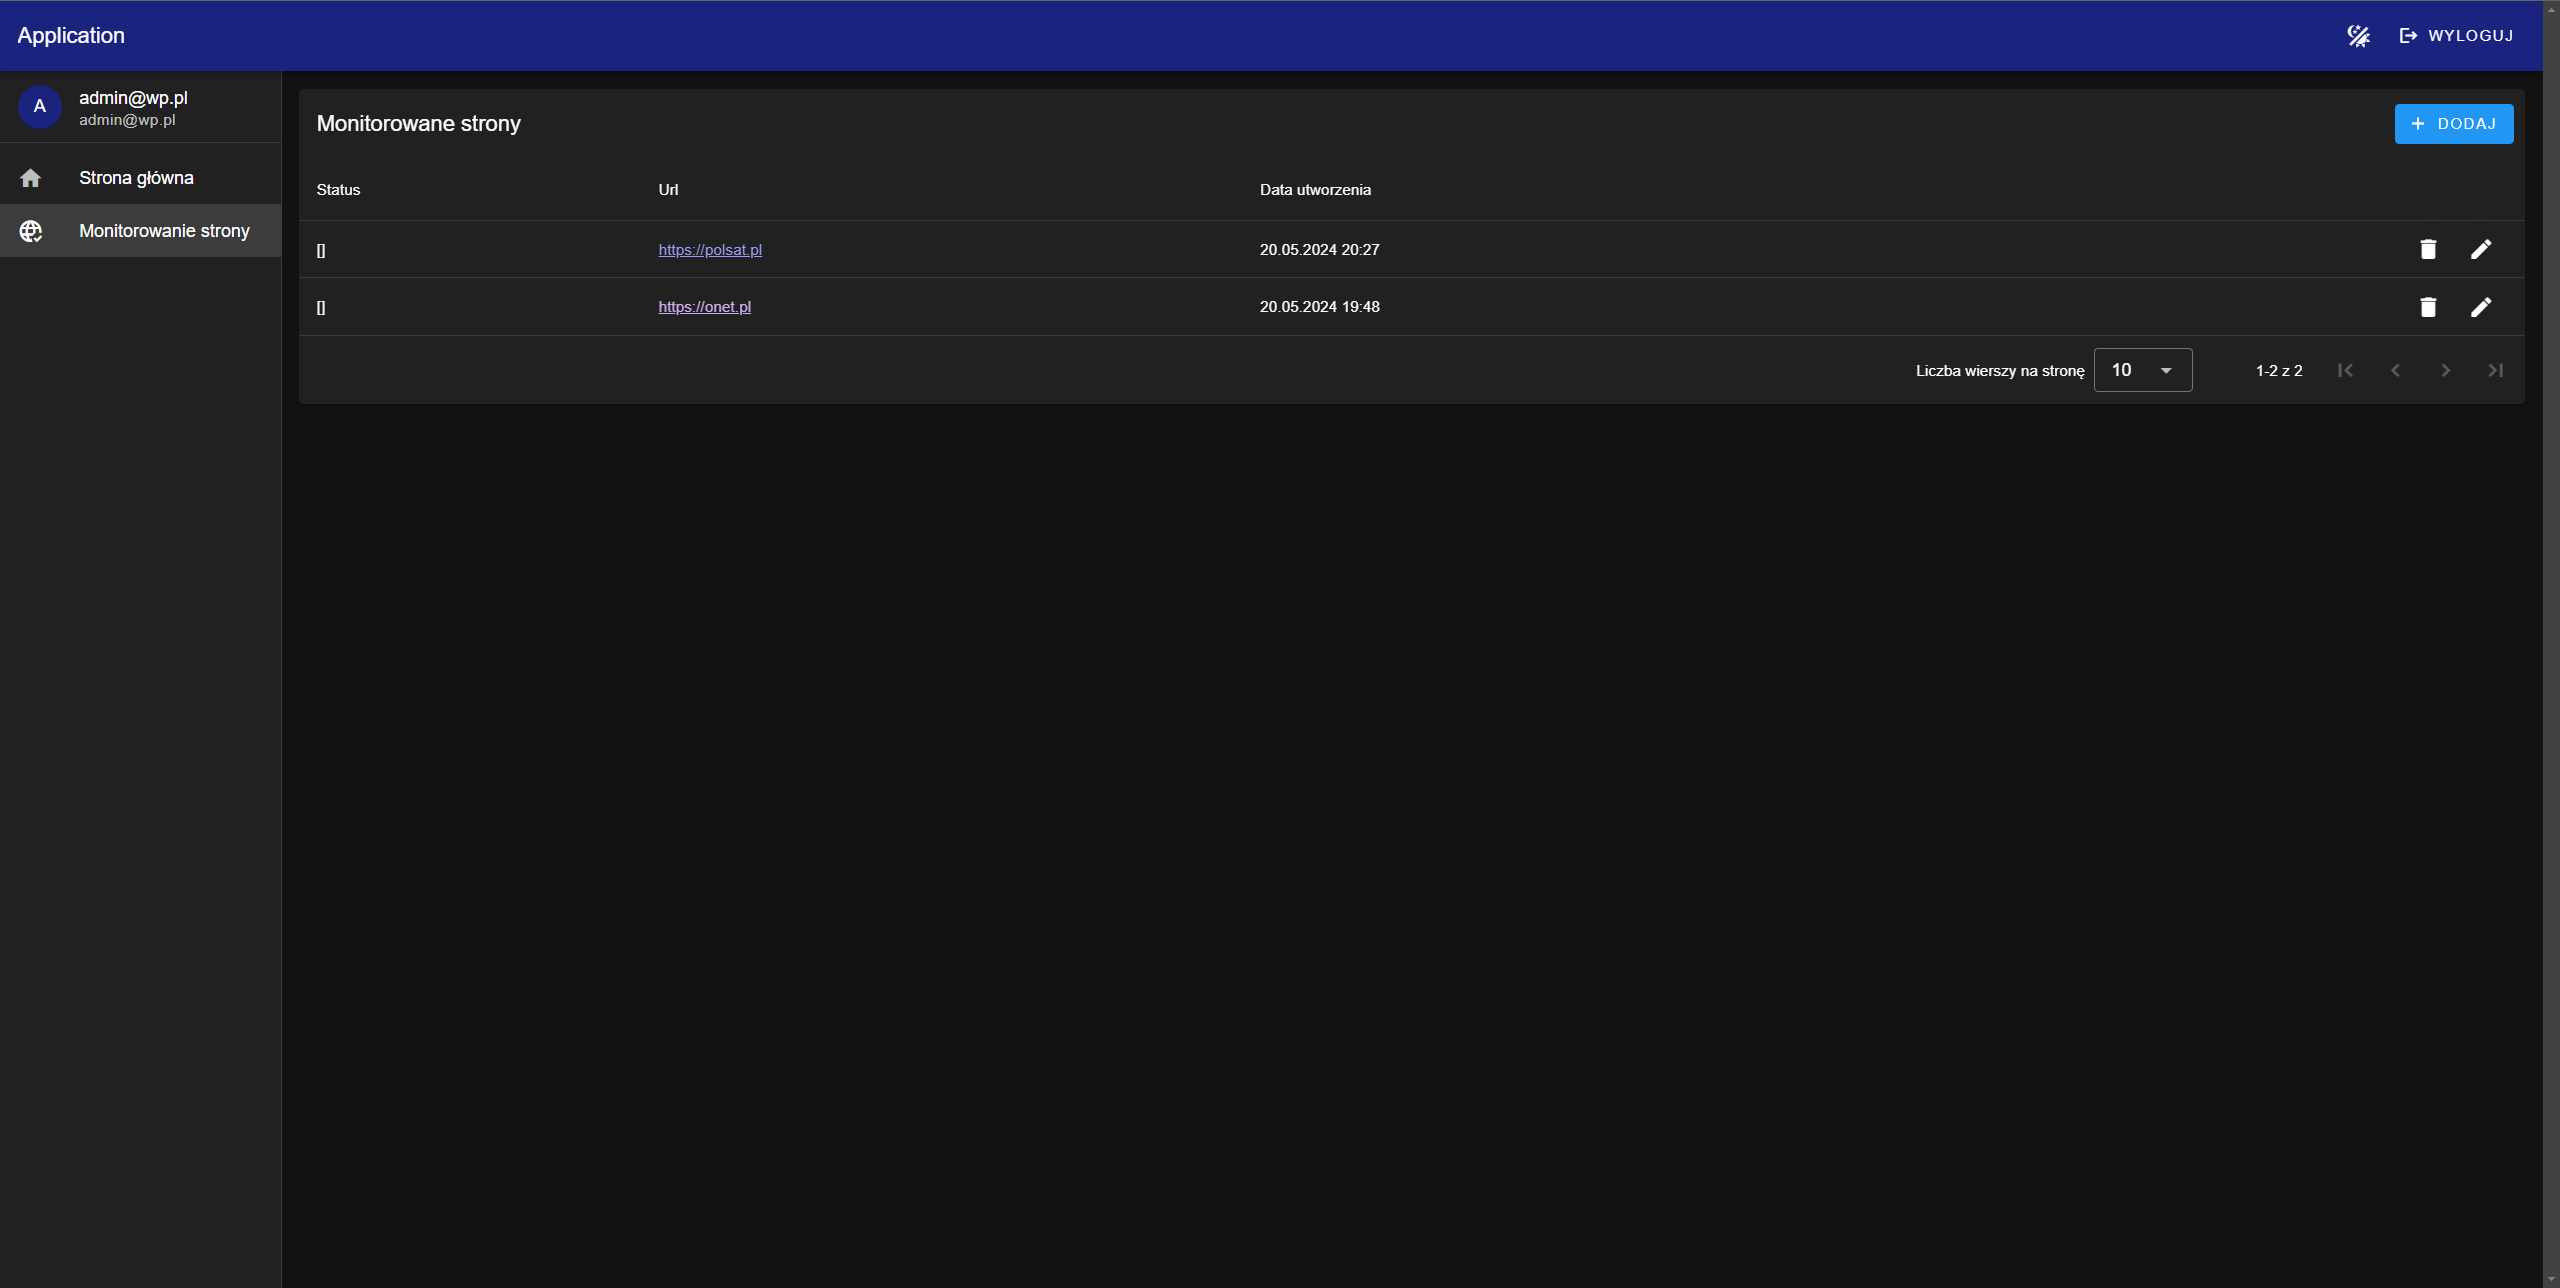 Application
WYLOGUJ
A
admin@wp.pl
admin@wp.pl
Strona główna
Monitorowanie strony
Monitorowane strony
DODAJ
Status Url Data utworzenia
[] https://polsat.pl 20.05.2024 20:27
[] https://onet.pl 20.05.2024 19:48
Liczba wierszy na stronę 10 1-2 z 2